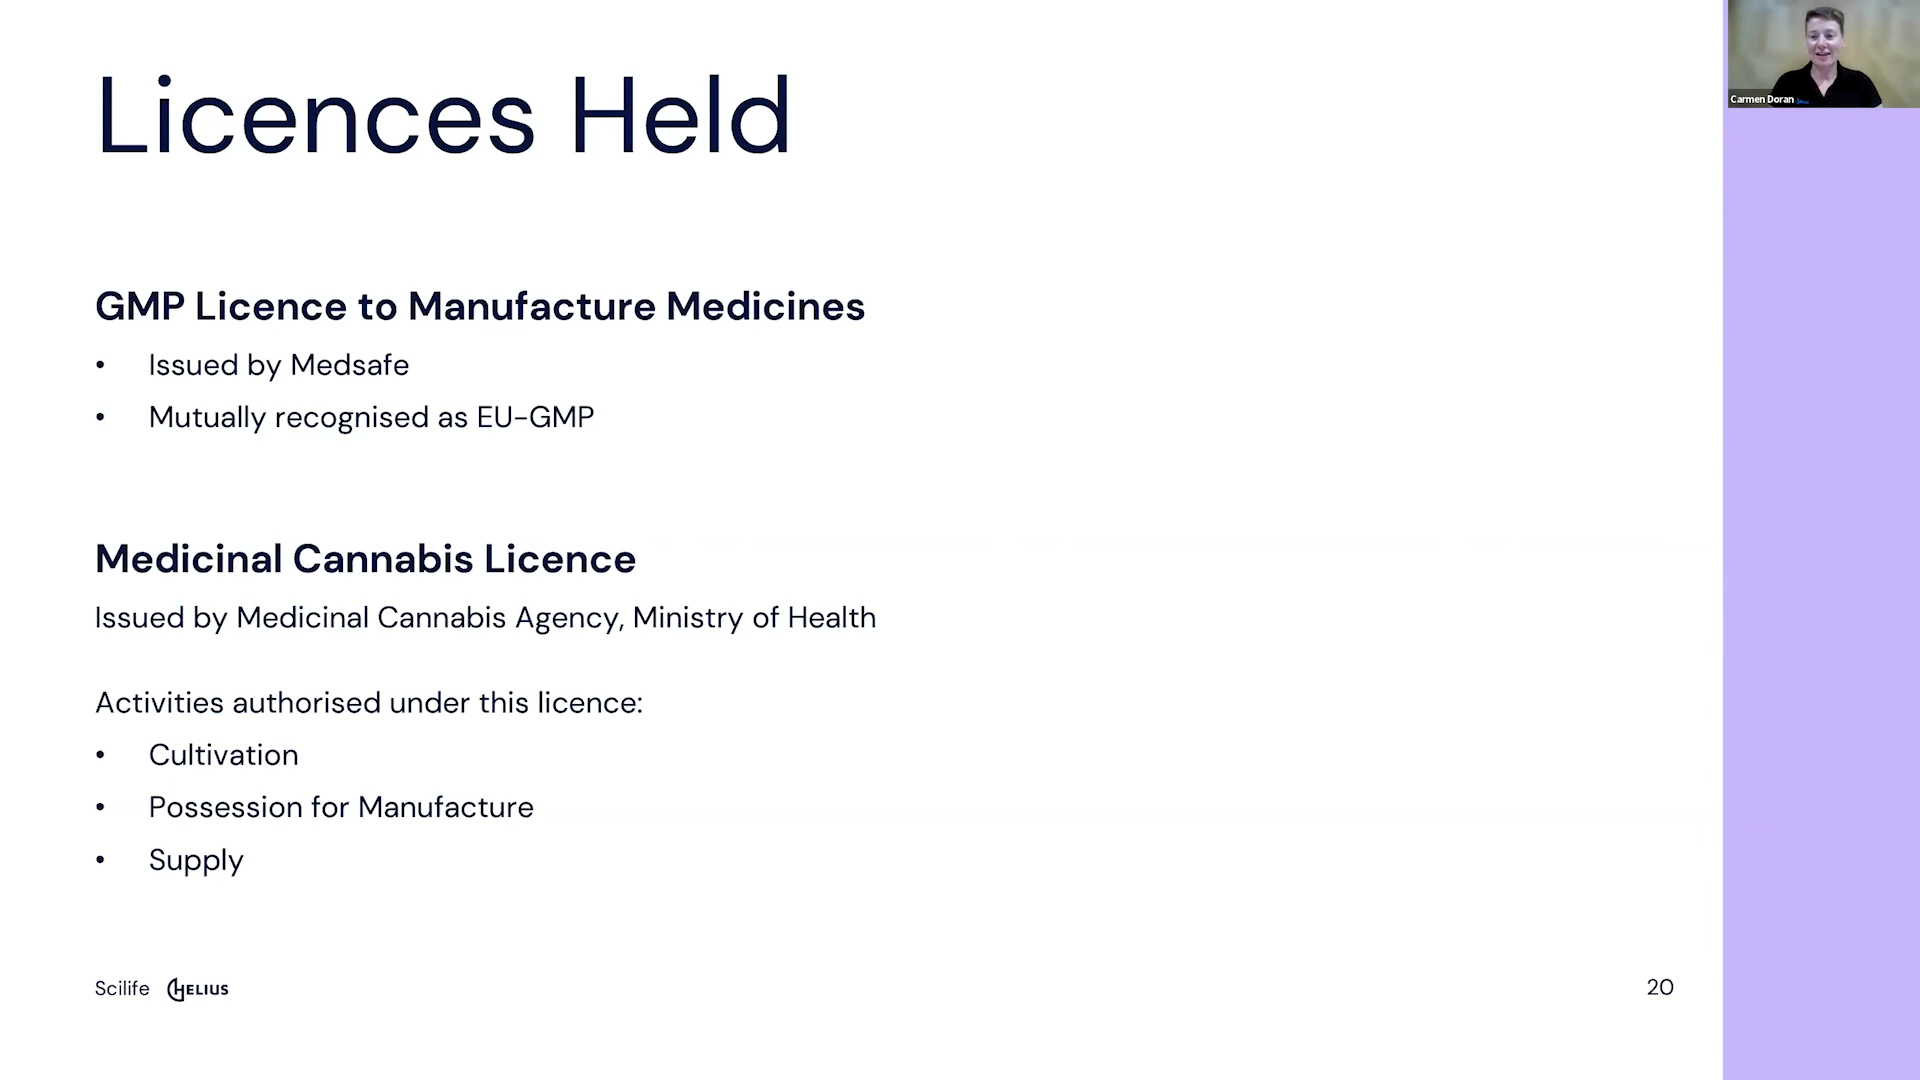 Licences Held
Carmen Doran
GMP Licence to Manufacture Medicines
• Issued by Medsafe
• Mutually recognised as EU-GMP
Medicinal Cannabis Licence
Issued by Medicinal Cannabis Agency, Ministry of Health
Activities authorised under this licence:
• Cultivation
• Possession for Manufacture
• Supply
Scilife HELIUS
20